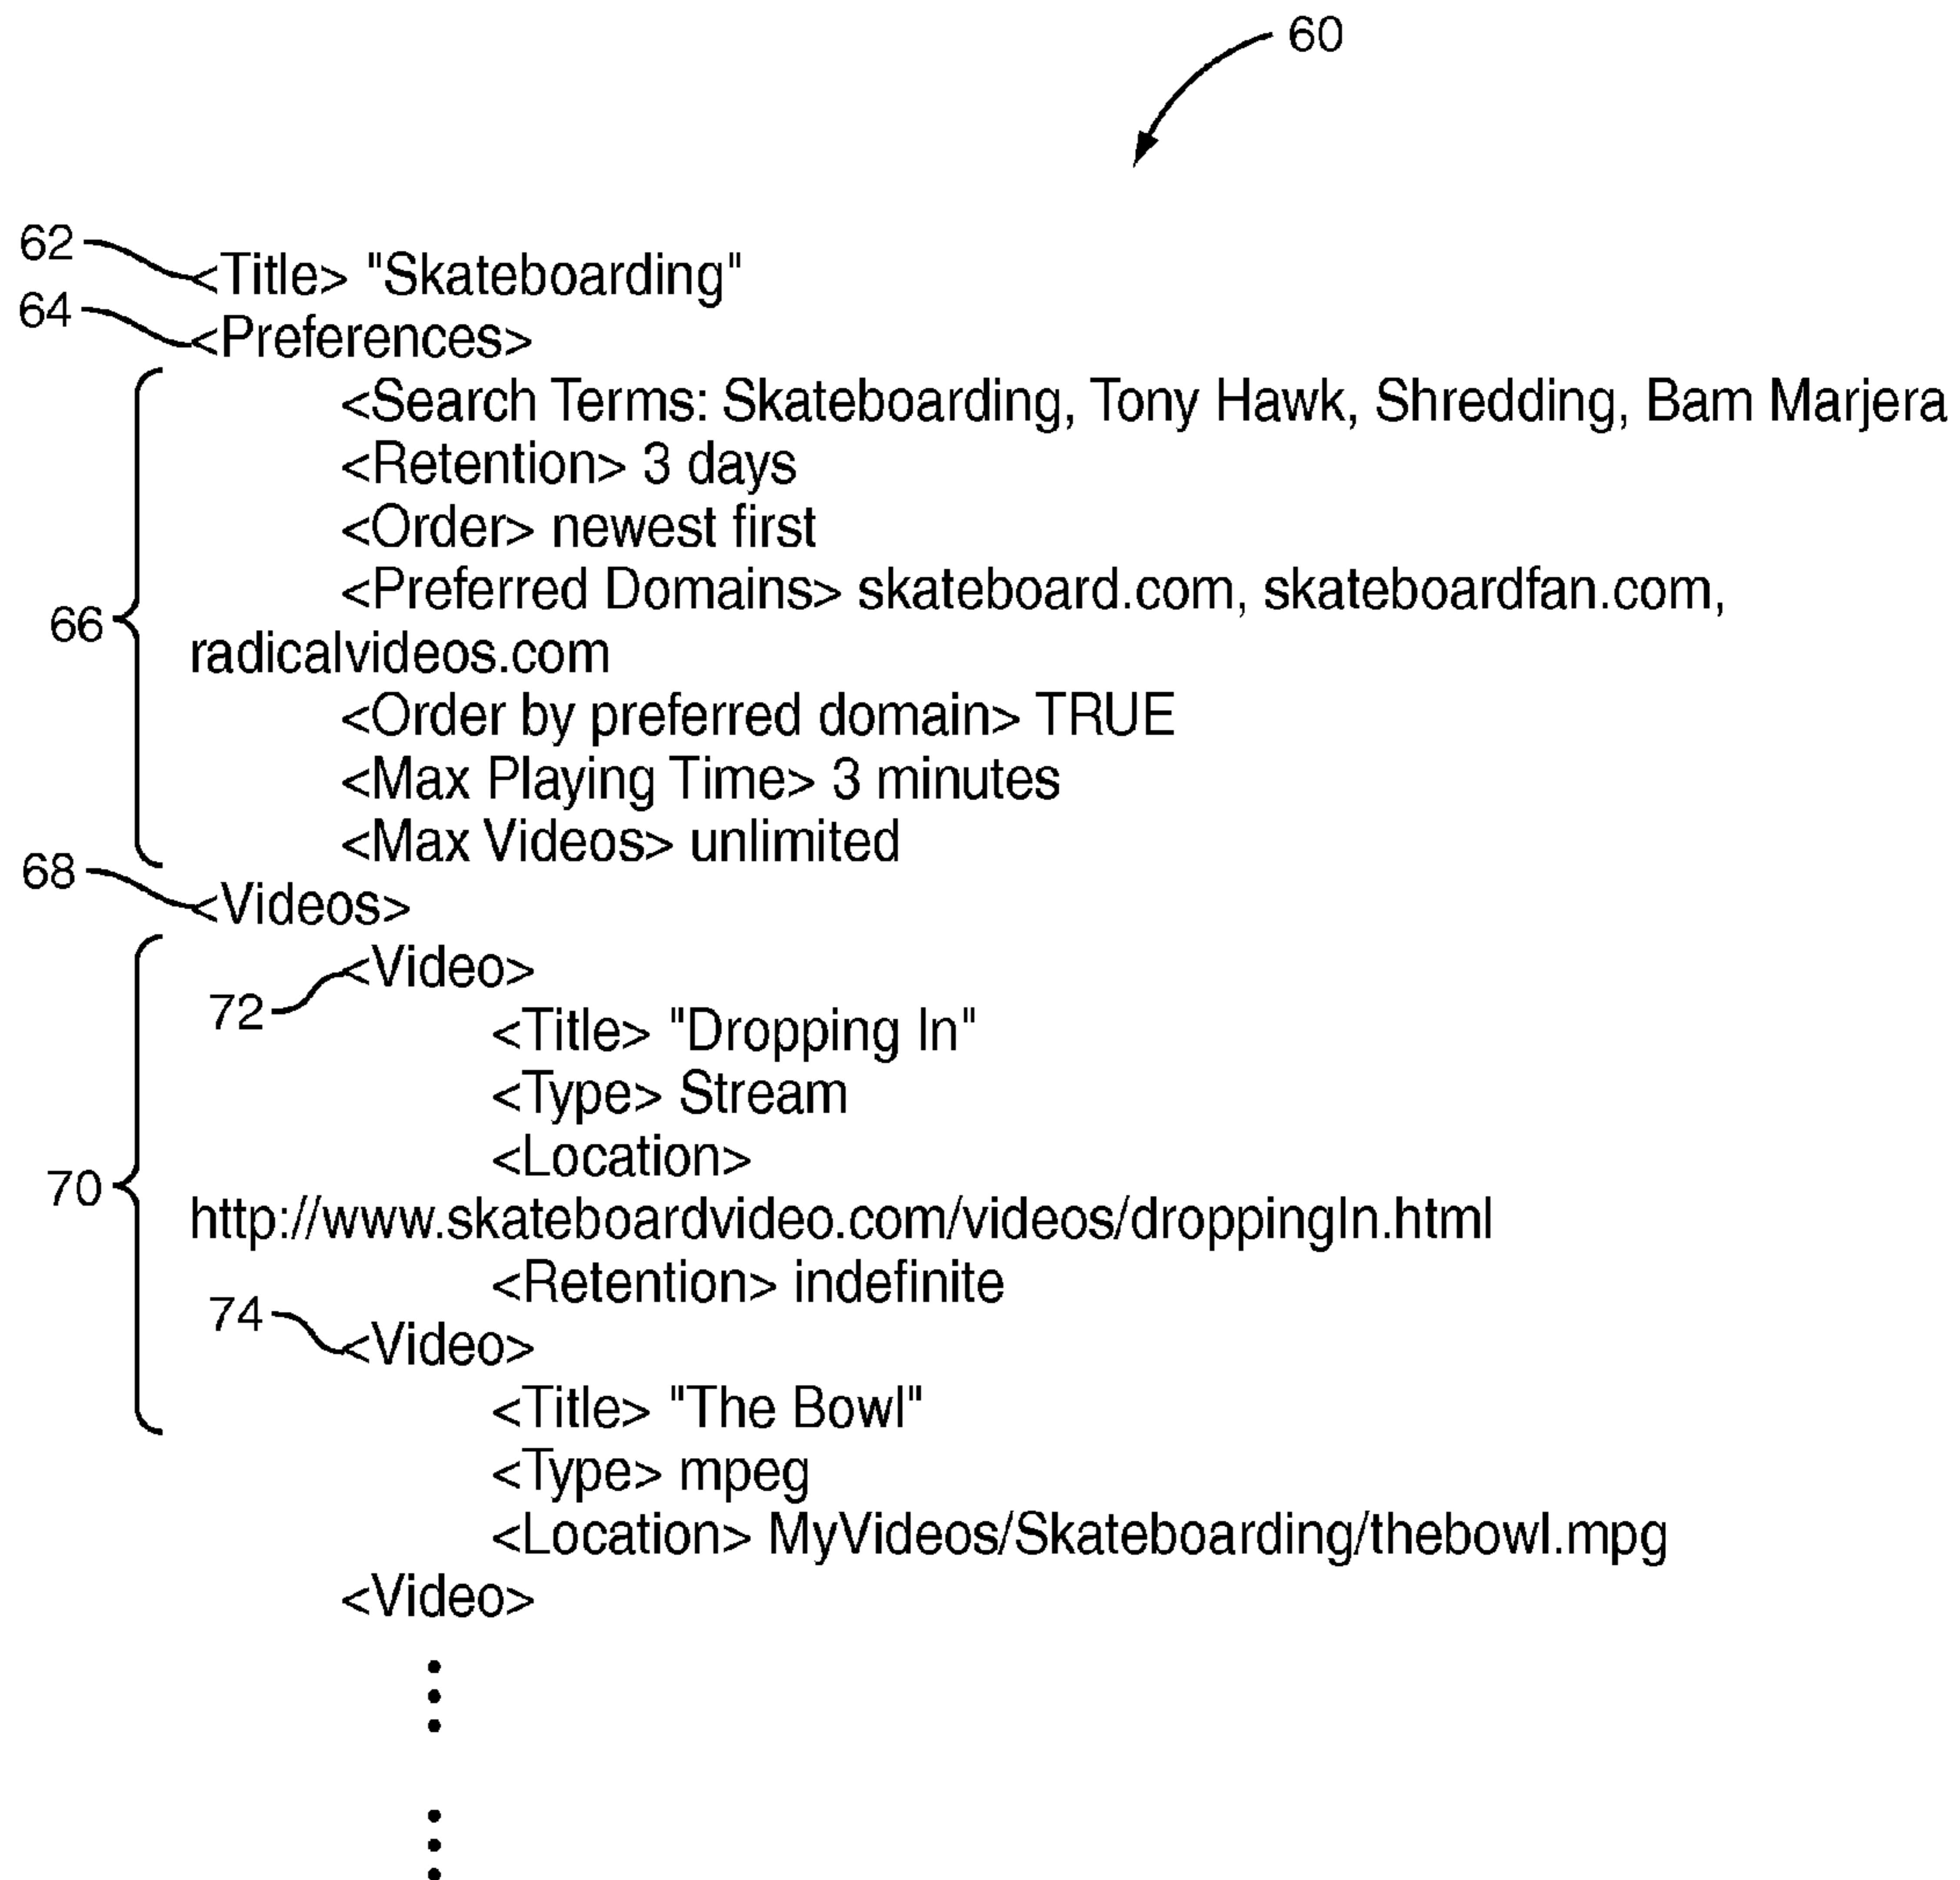 60
62 <Title> "Skateboarding"
64 <Preferences>
<Search Terms: Skateboarding, Tony Hawk, Shredding, Bam Marjera
<Retention> 3 days
<Order> newest first
<Preferred Domains> skateboard.com, skateboardfan.com,
66
radicalvideos.com
<Order by preferred domain> TRUE
<Max Playing Time> 3 minutes
<Max Videos> unlimited
68 <Videos>
<Video>
72
<Title> "Dropping In"
<Type> Stream
<Location>
70
http://www.skateboardvideo.com/videos/droppingIn.html
<Retention> indefinite
74 <Video>
<Title> "The Bowl"
<Type> mpeg
<Location> MyVideos/Skateboarding/thebowl.mpg
<Video>